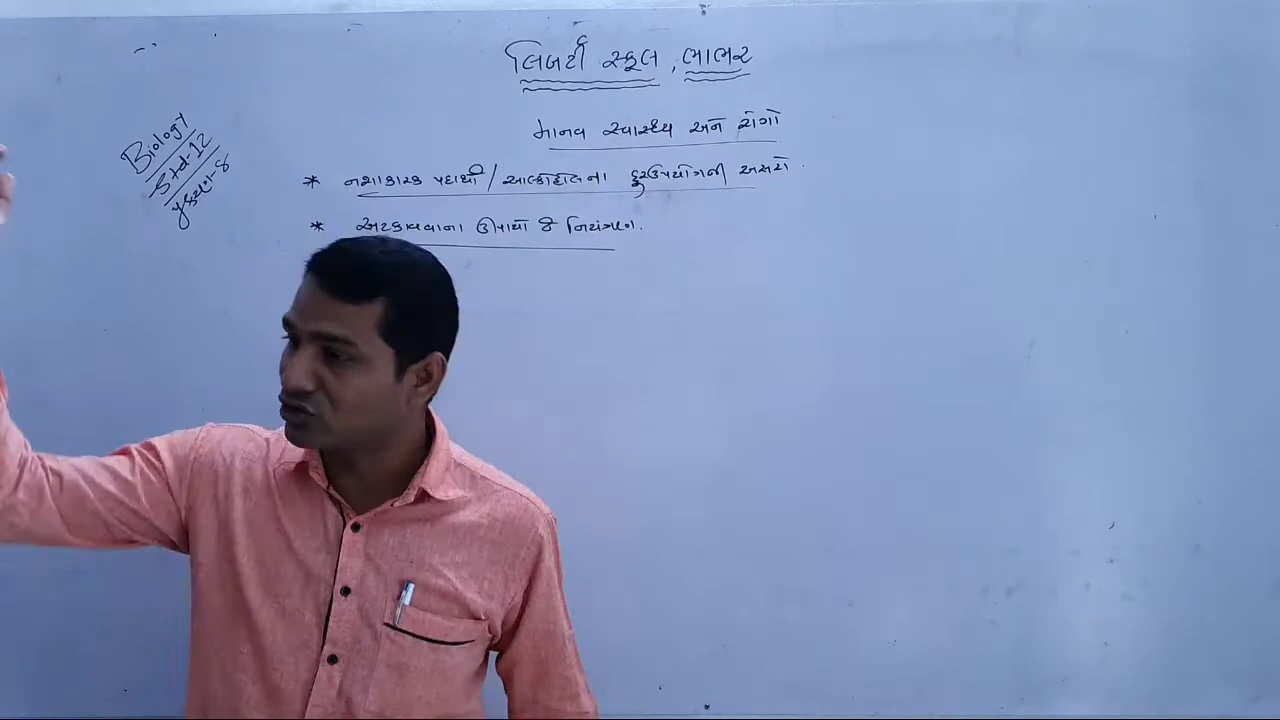 લિબર્ટી સ્કૂલ, ભાભર
માનવ સ્વાસ્થ્ય અને રોગો
Biology
Std-12
પ્રકરણ-8
* નશાકારક પદાર્થો / આલ્કોહોલના દૂરઉપયોગની અસરો.
* અટકાવવાના ઉપાયો & નિયંત્રણ.